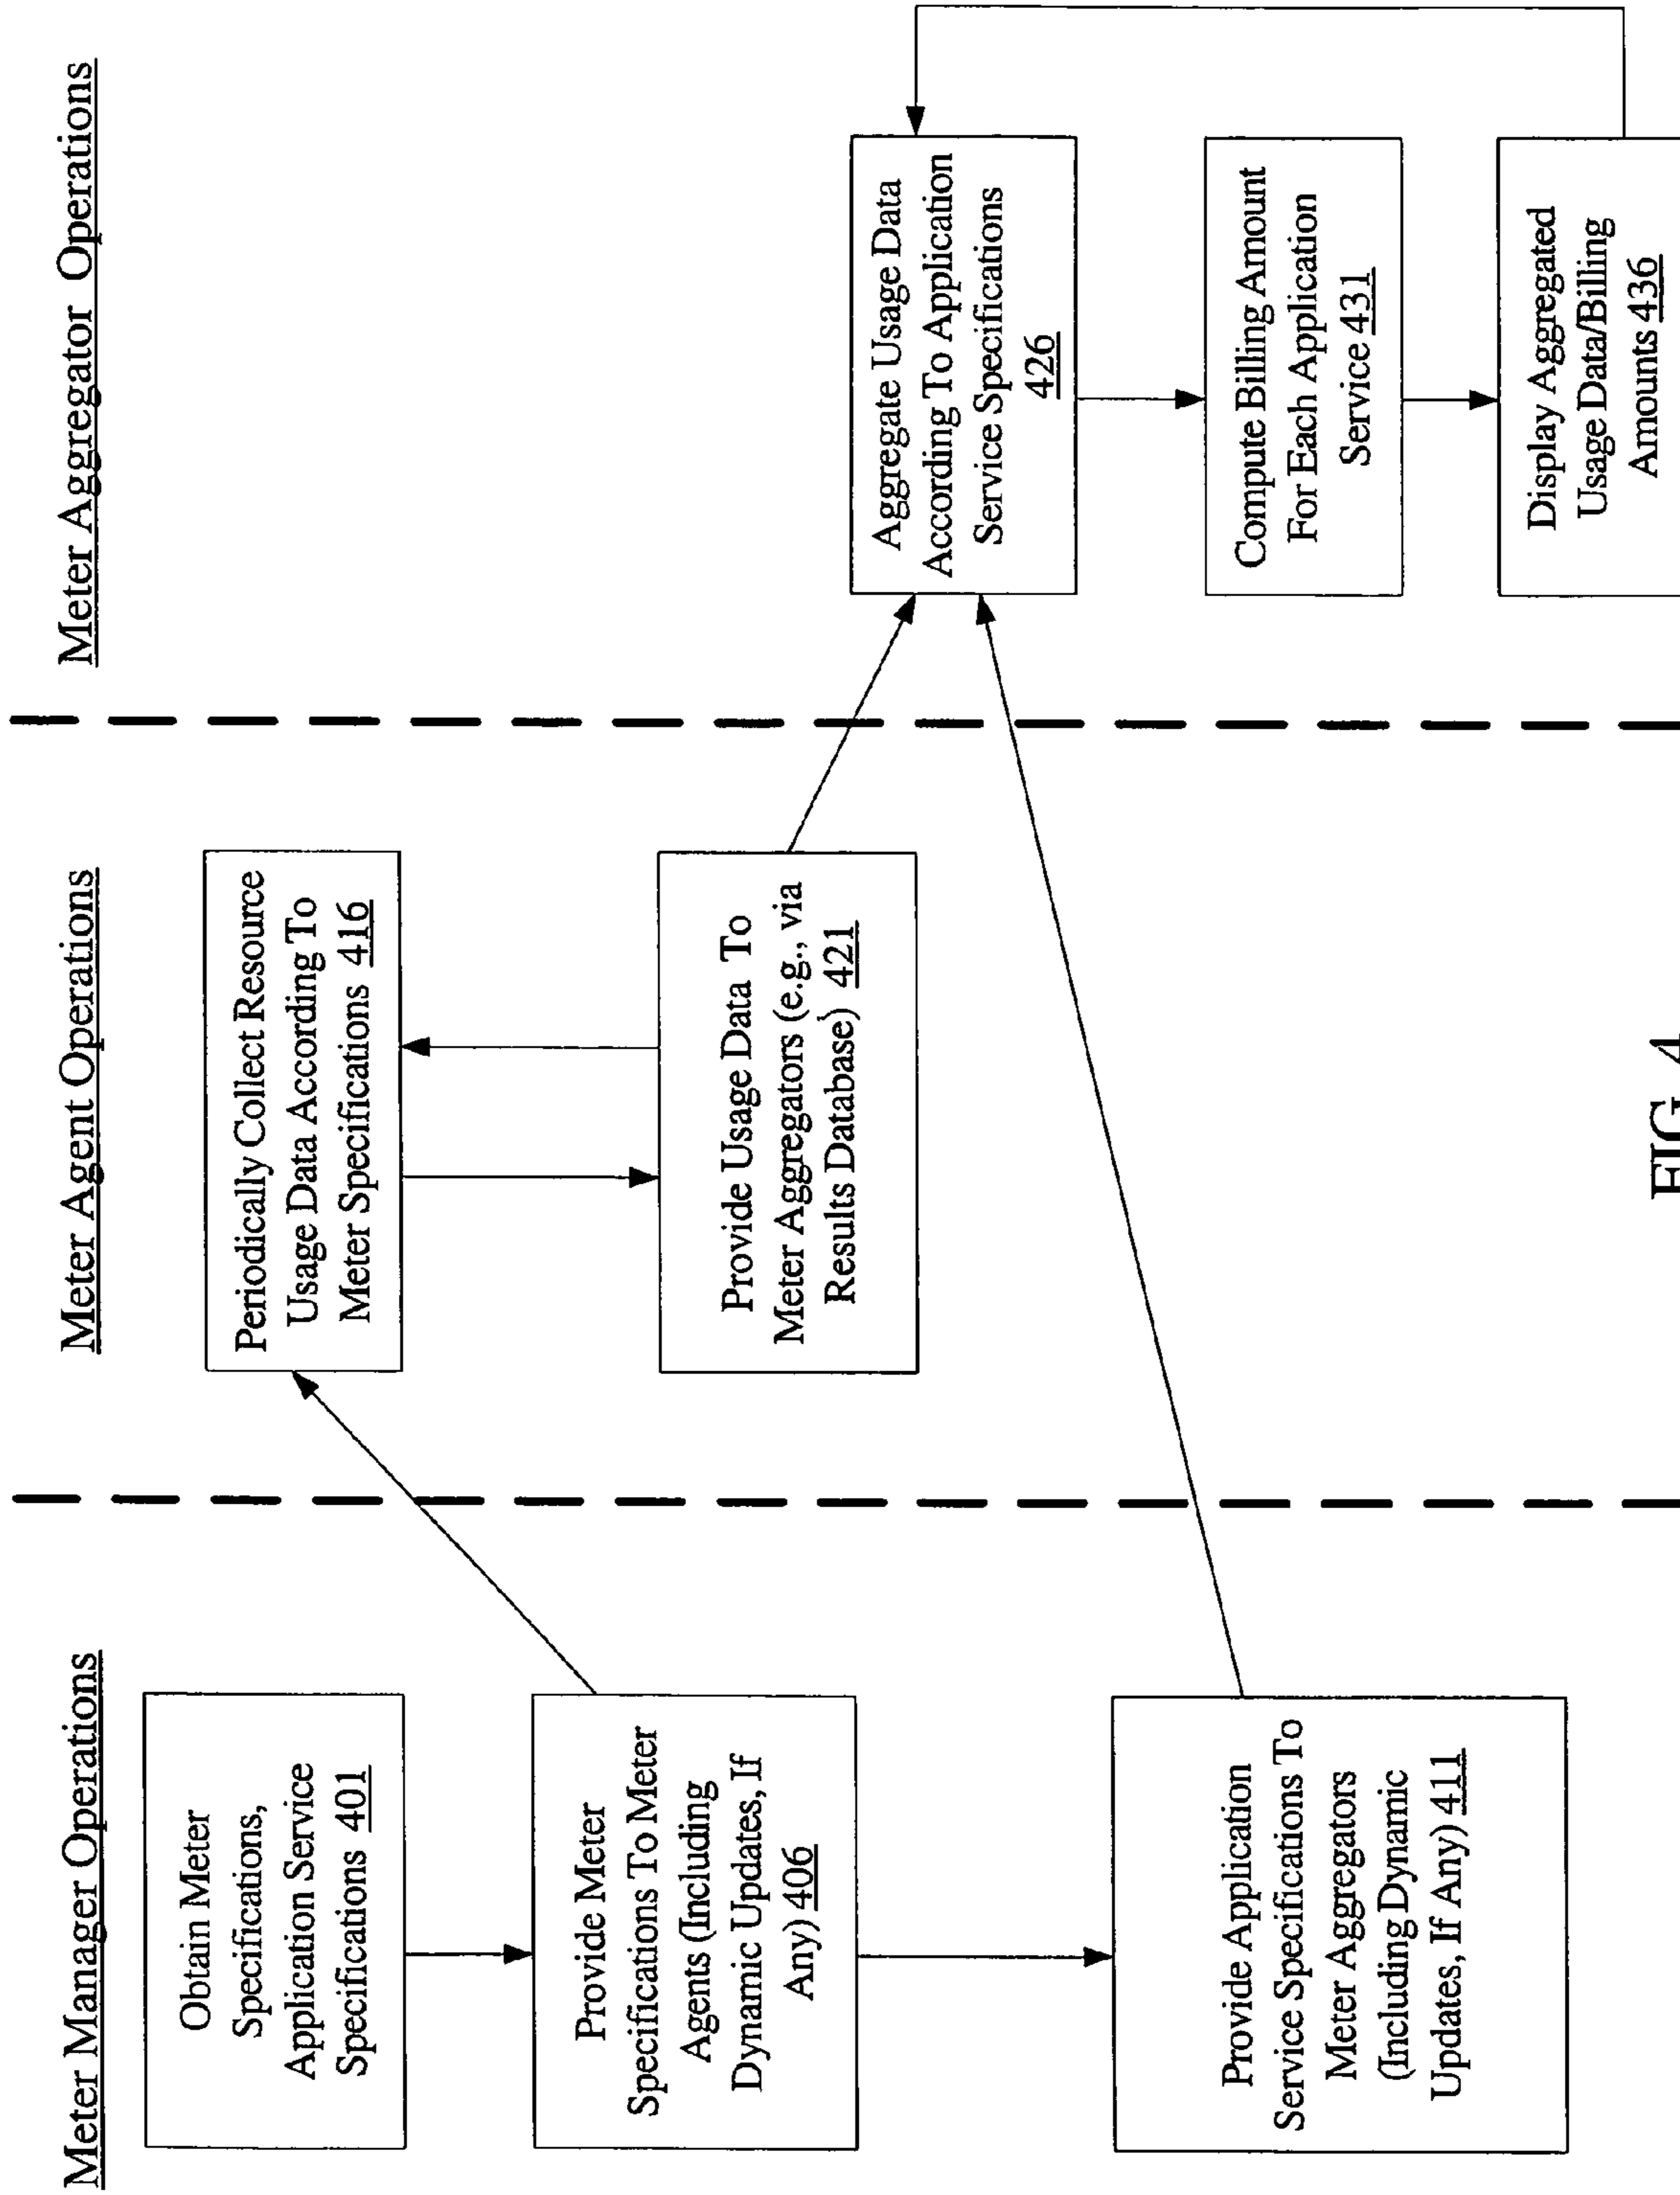 Meter Manager Operations
Obtain Meter
Specifications,
Application Service
Specifications 401
Provide Meter
Specifications To Meter
Agents (Including
Dynamic Updates, If
Any) 406
Provide Application
Service Specifications To
Meter Aggregators
(Including Dynamic
Updates, If Any) 411
Meter Agent Operations
Periodically Collect Resource
Usage Data According To
Meter Specifications 416
Provide Usage Data To
Meter Aggregators (e.g., via
Results Database) 421
Meter Aggregator Operations
Aggregate Usage Data
According To Application
Service Specifications
426
Compute Billing Amount
For Each Application
Service 431
Display Aggregated
Usage Data/Billing
Amounts 436
FIG. 4